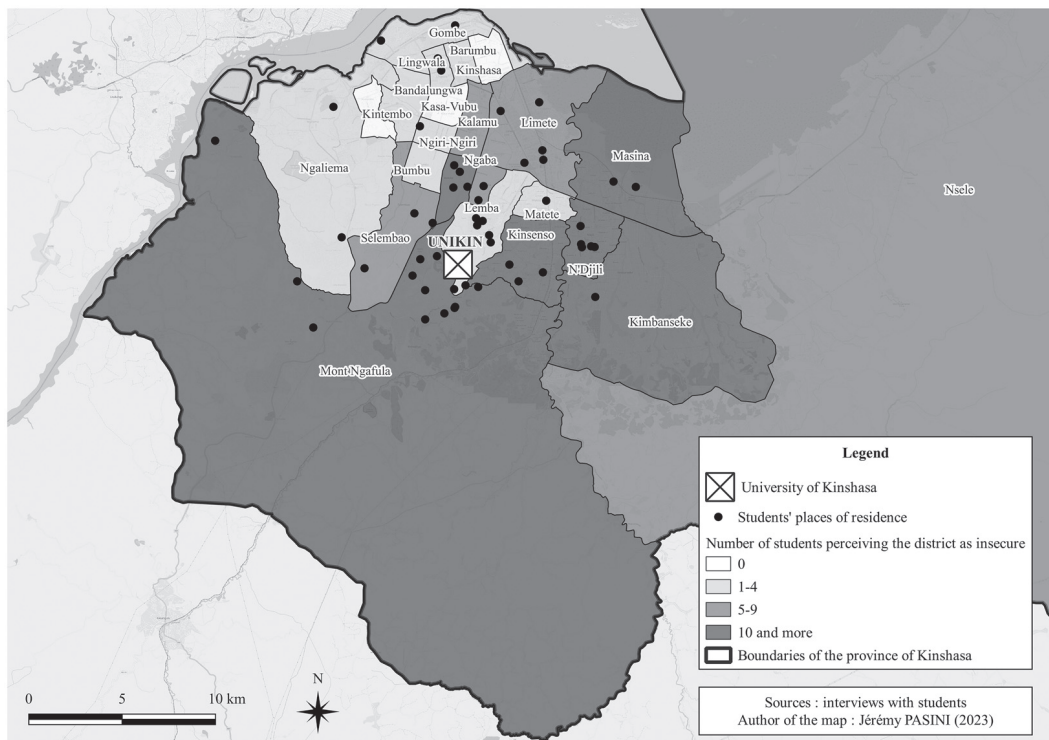 Gombe
Barumbu
Lingwala
Kinshasa
Bandalungwa
Kintembo
Kasa-Vubu
Kalamu
Limete
Ngiri-Ngiri
Masina
Ngaliema
Bumbu
Ngaba
Nsele
Lemba
Matete
Selembao
UNIKIN
Kinsenso
N'Djili
Kimbanseke
Mont Ngafula
Legend
University of Kinshasa
Students' places of residence
Number of students perceiving the district as insecure
0
1-4
5-9
10 and more
Boundaries of the province of Kinshasa
0 5 10 km
N
Sources : interviews with students
Author of the map : Jérémy PASINI (2023)